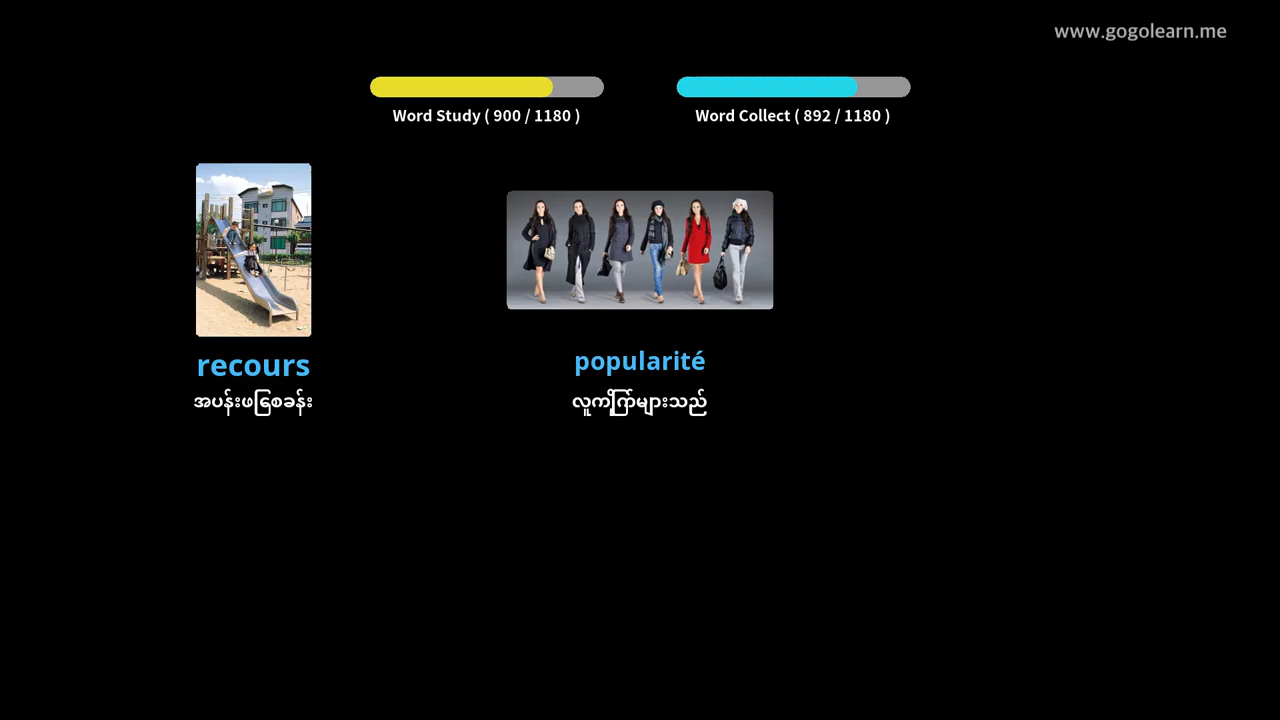 www.gogolearn.me
Word Study ( 900 / 1180 )
Word Collect ( 892 / 1180 )
recours
အပန်းဖြေစခန်း
popularité
လူကြိုက်များသည်